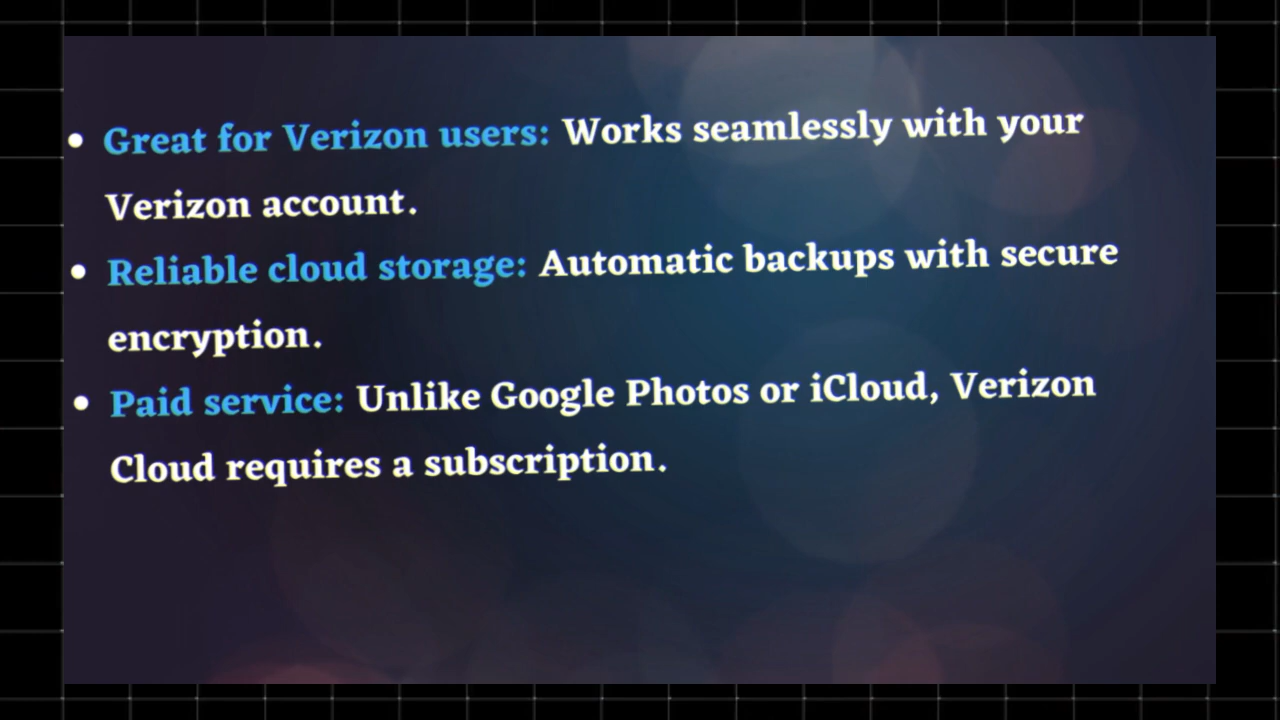 • Great for Verizon users: Works seamlessly with your
Verizon account.
• Reliable cloud storage: Automatic backups with secure
encryption.
• Paid service: Unlike Google Photos or iCloud, Verizon
Cloud requires a subscription.